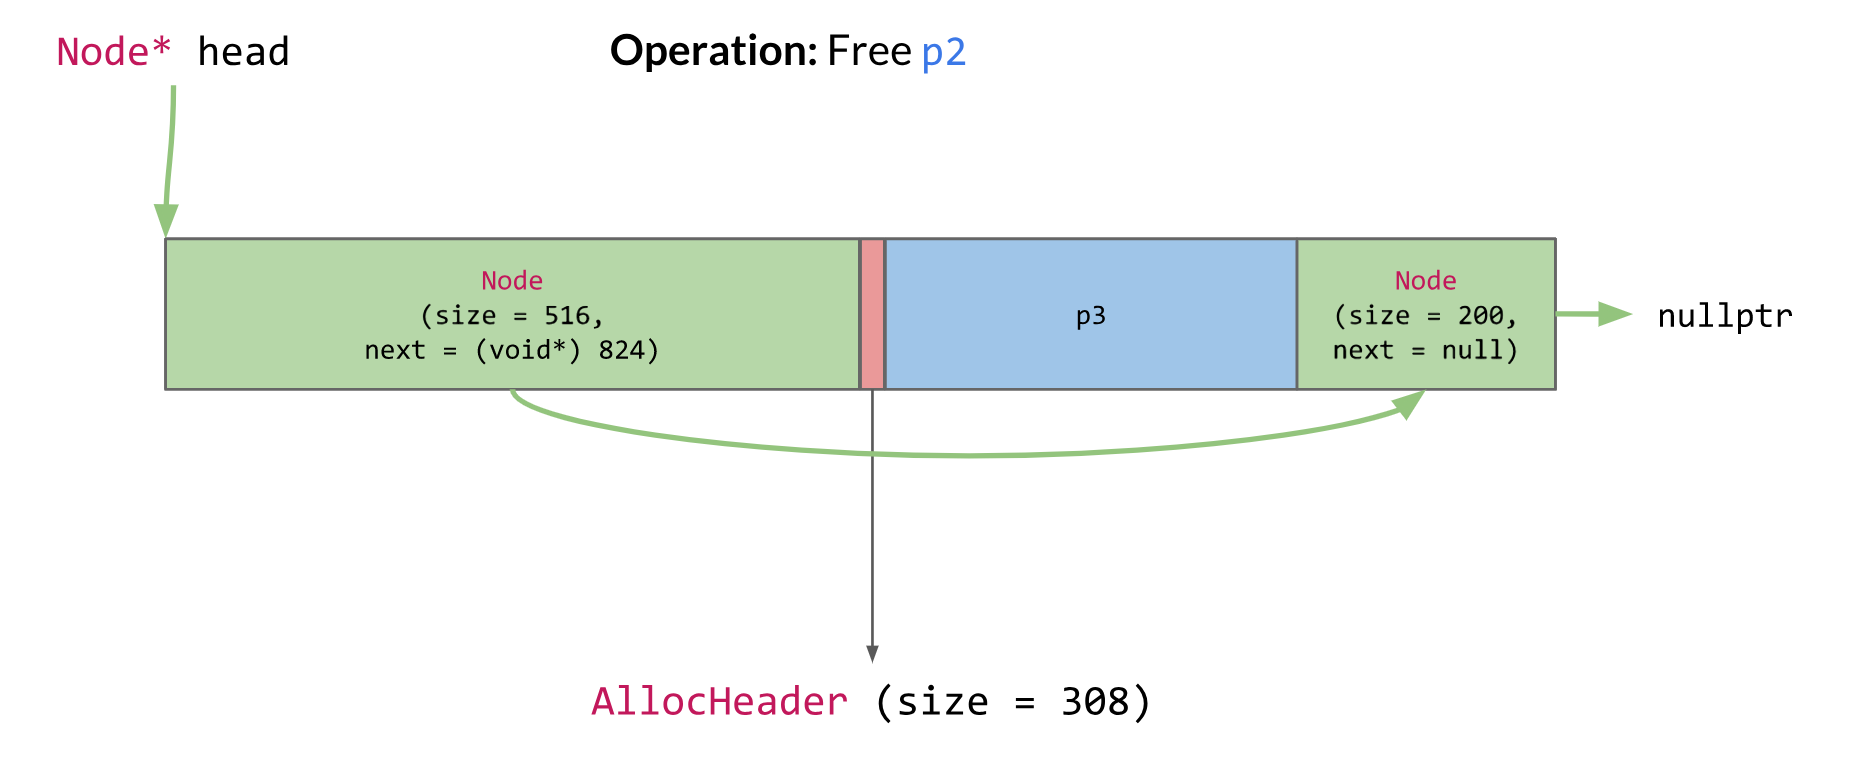 Node* head
Operation: Free p2
Node
(size = 516,
next = (void*) 824)
p3
Node
(size = 200,
next = null)
nullptr
AllocHeader (size = 308)